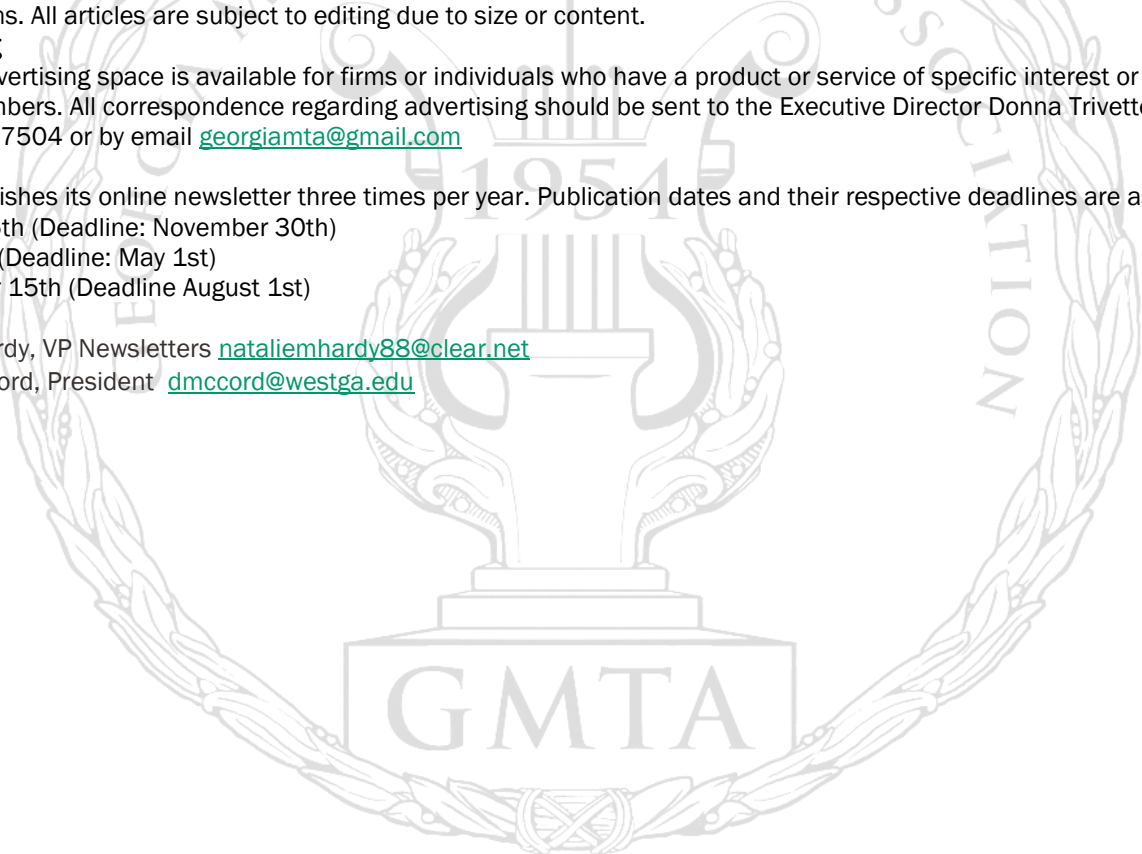 ns. All articles are subject to editing due to size or content.
vertising space is available for firms or individuals who have a product or service of specific interest or
nbers. All correspondence regarding advertising should be sent to the Executive Director Donna Trivett
7504 or by email georgiamta@gmail.com
ishes its online newsletter three times per year. Publication dates and their respective deadlines are a
th (Deadline: November 30th)
(Deadline: May 1st)
15th (Deadline August 1st)
rdy, VP Newsletters nataliemhardy88@clear.net
ord, President dmccord@westga.edu
1954
SSOCIATION
EORGIA
GMTA